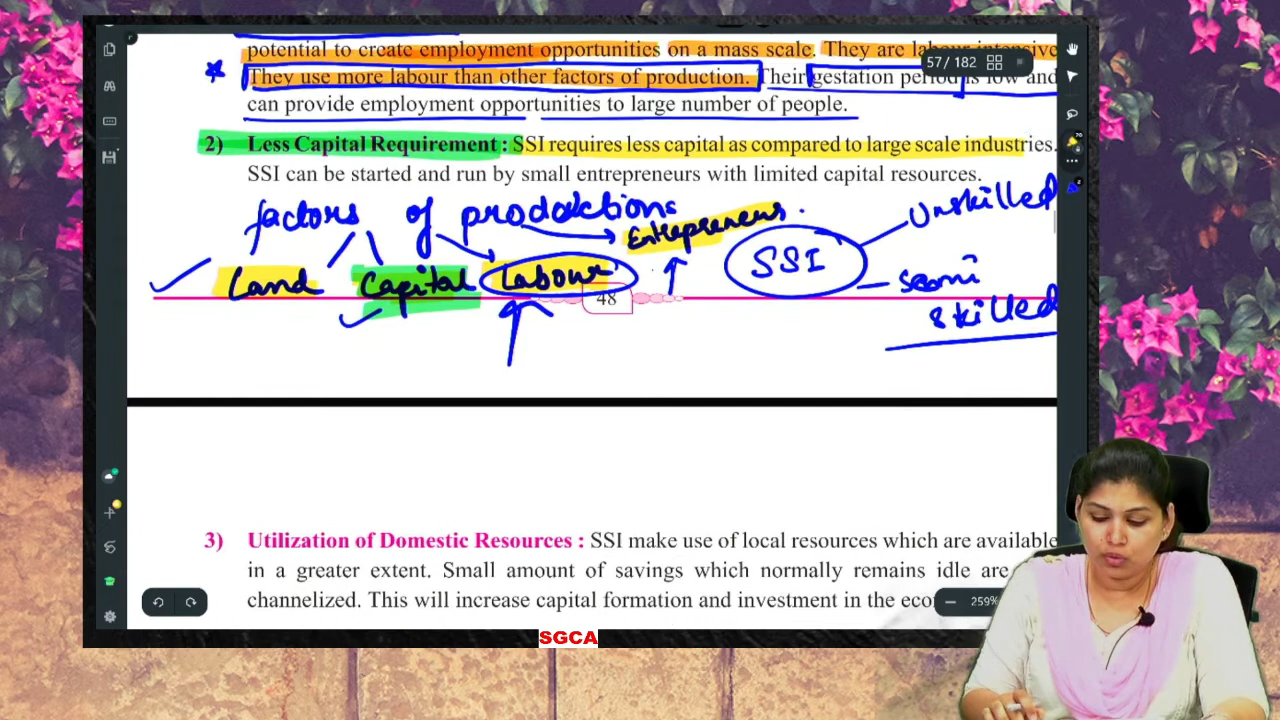 potential to create employment opportunities on a mass scale. They are labour intensive
57 / 182
They use more labour than other factors of production. Their gestation period is low and
can provide employment opportunities to large number of people.
2) Less Capital Requirement : SSI requires less capital as compared to large scale industries.
SSI can be started and run by small entrepreneurs with limited capital resources.
factors of prodoctions
Entrepreneurs.
Unskilled
SSI
Land Capital Labour
semi
skilled
48
3) Utilization of Domestic Resources : SSI make use of local resources which are available
in a greater extent. Small amount of savings which normally remains idle are
channelized. This will increase capital formation and investment in the
259%
SGCA